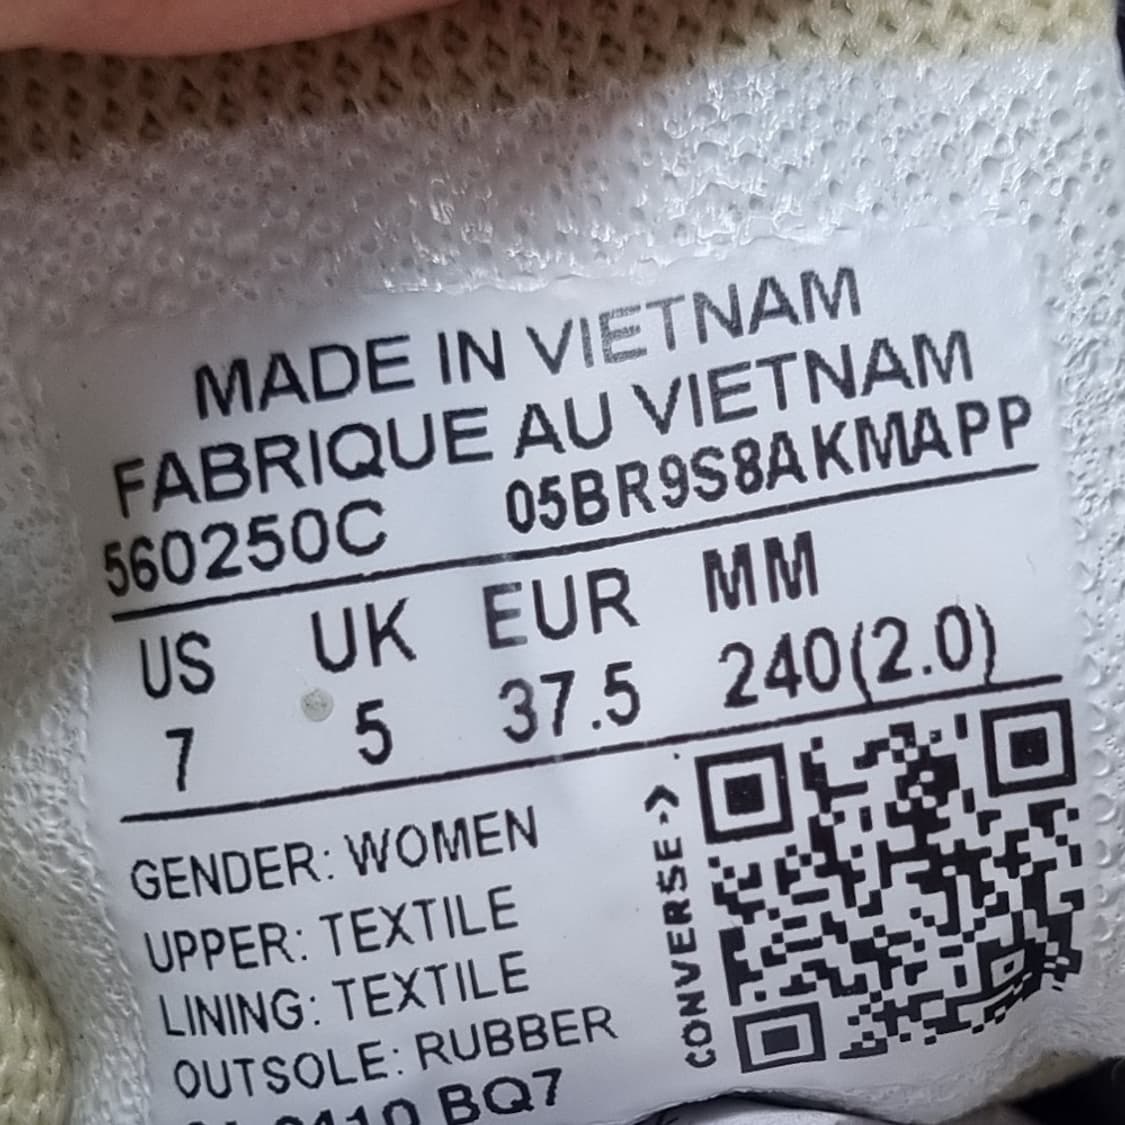 MADE IN VIETNAM
FABRIQUE AU VIETNAM
560250C 05BR9S8AKMAPP
US UK EUR MM
7 5 37.5 240(2.0)
GENDER: WOMEN
UPPER: TEXTILE
LINING: TEXTILE
OUTSOLE: RUBBER
BQ7
CONVERSE ->